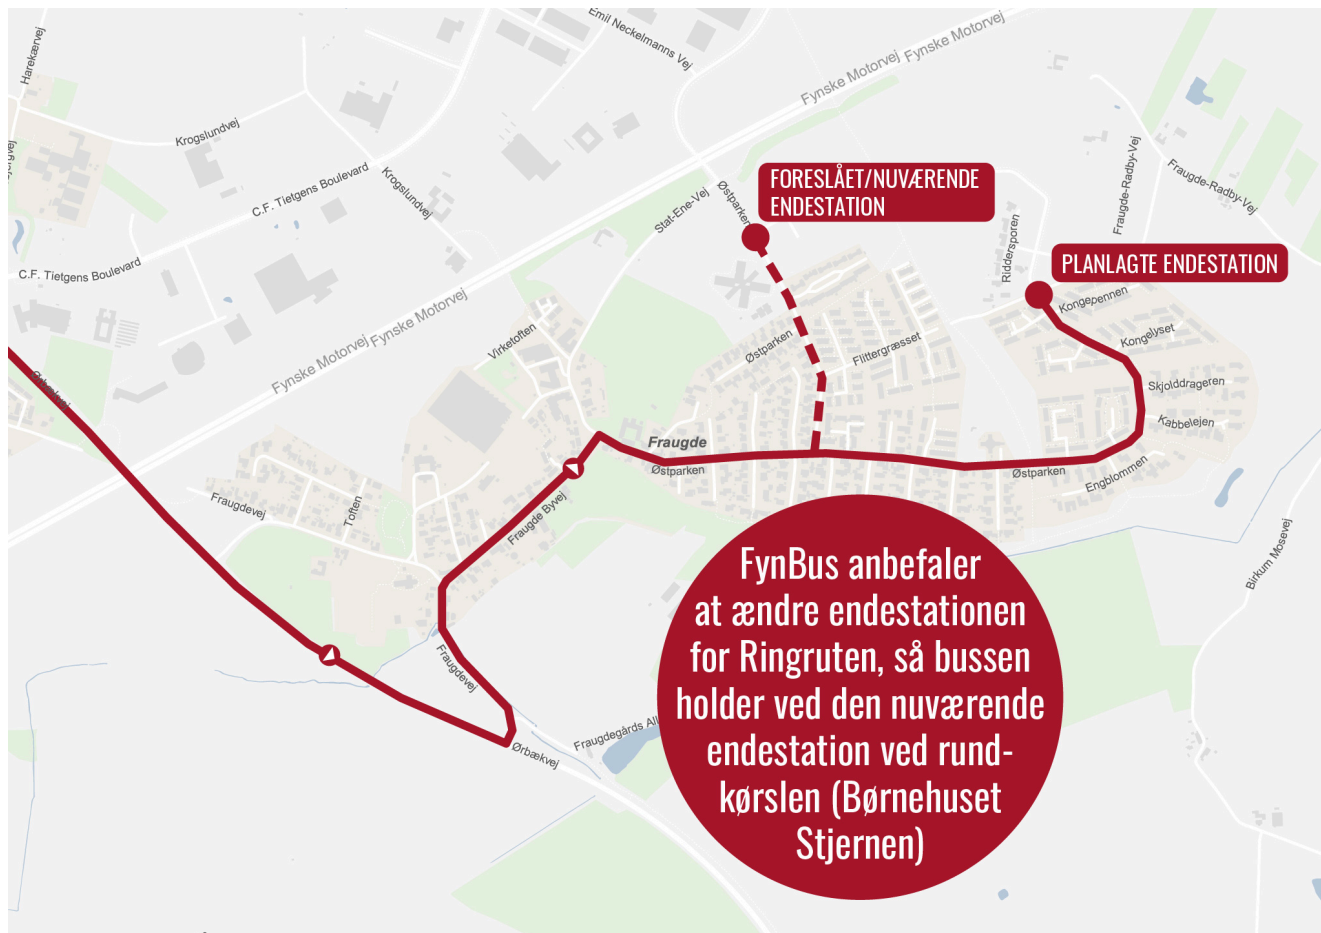 Emil Neckelmanns Vej
Fynske Motorvej
Fynske Motorvej
Harekærvej
Krogslundvej
C.F. Tietgens Boulevard
Krogslundvej
C.F. Tietgens Boulevard
Østparken
Stat-Ene-Vej
FORESLÅET/NUVÆRENDE
ENDESTATION
Fraugde-Radby-Vej
Fraugde-Radby-Vej
Riddersporen
PLANLAGTE ENDESTATION
Kongepennen
Kongelyset
Skjolddrageren
Kabbelejen
Engblommen
Fynske Motorvej
Fynske Motorvej
Virketoften
Østparken
Flittergræsset
Fraugde
Østparken
Østparken
Fraugdevej
Toften
Fraugde Byvej
Birkum Mosevej
Fraugdevej
Fraugdegårds All
Ørbækvej
FynBus anbefaler
at ændre endestationen
for Ringruten, så bussen
holder ved den nuværende
endestation ved rund-
kørslen (Børnehuset
Stjernen)